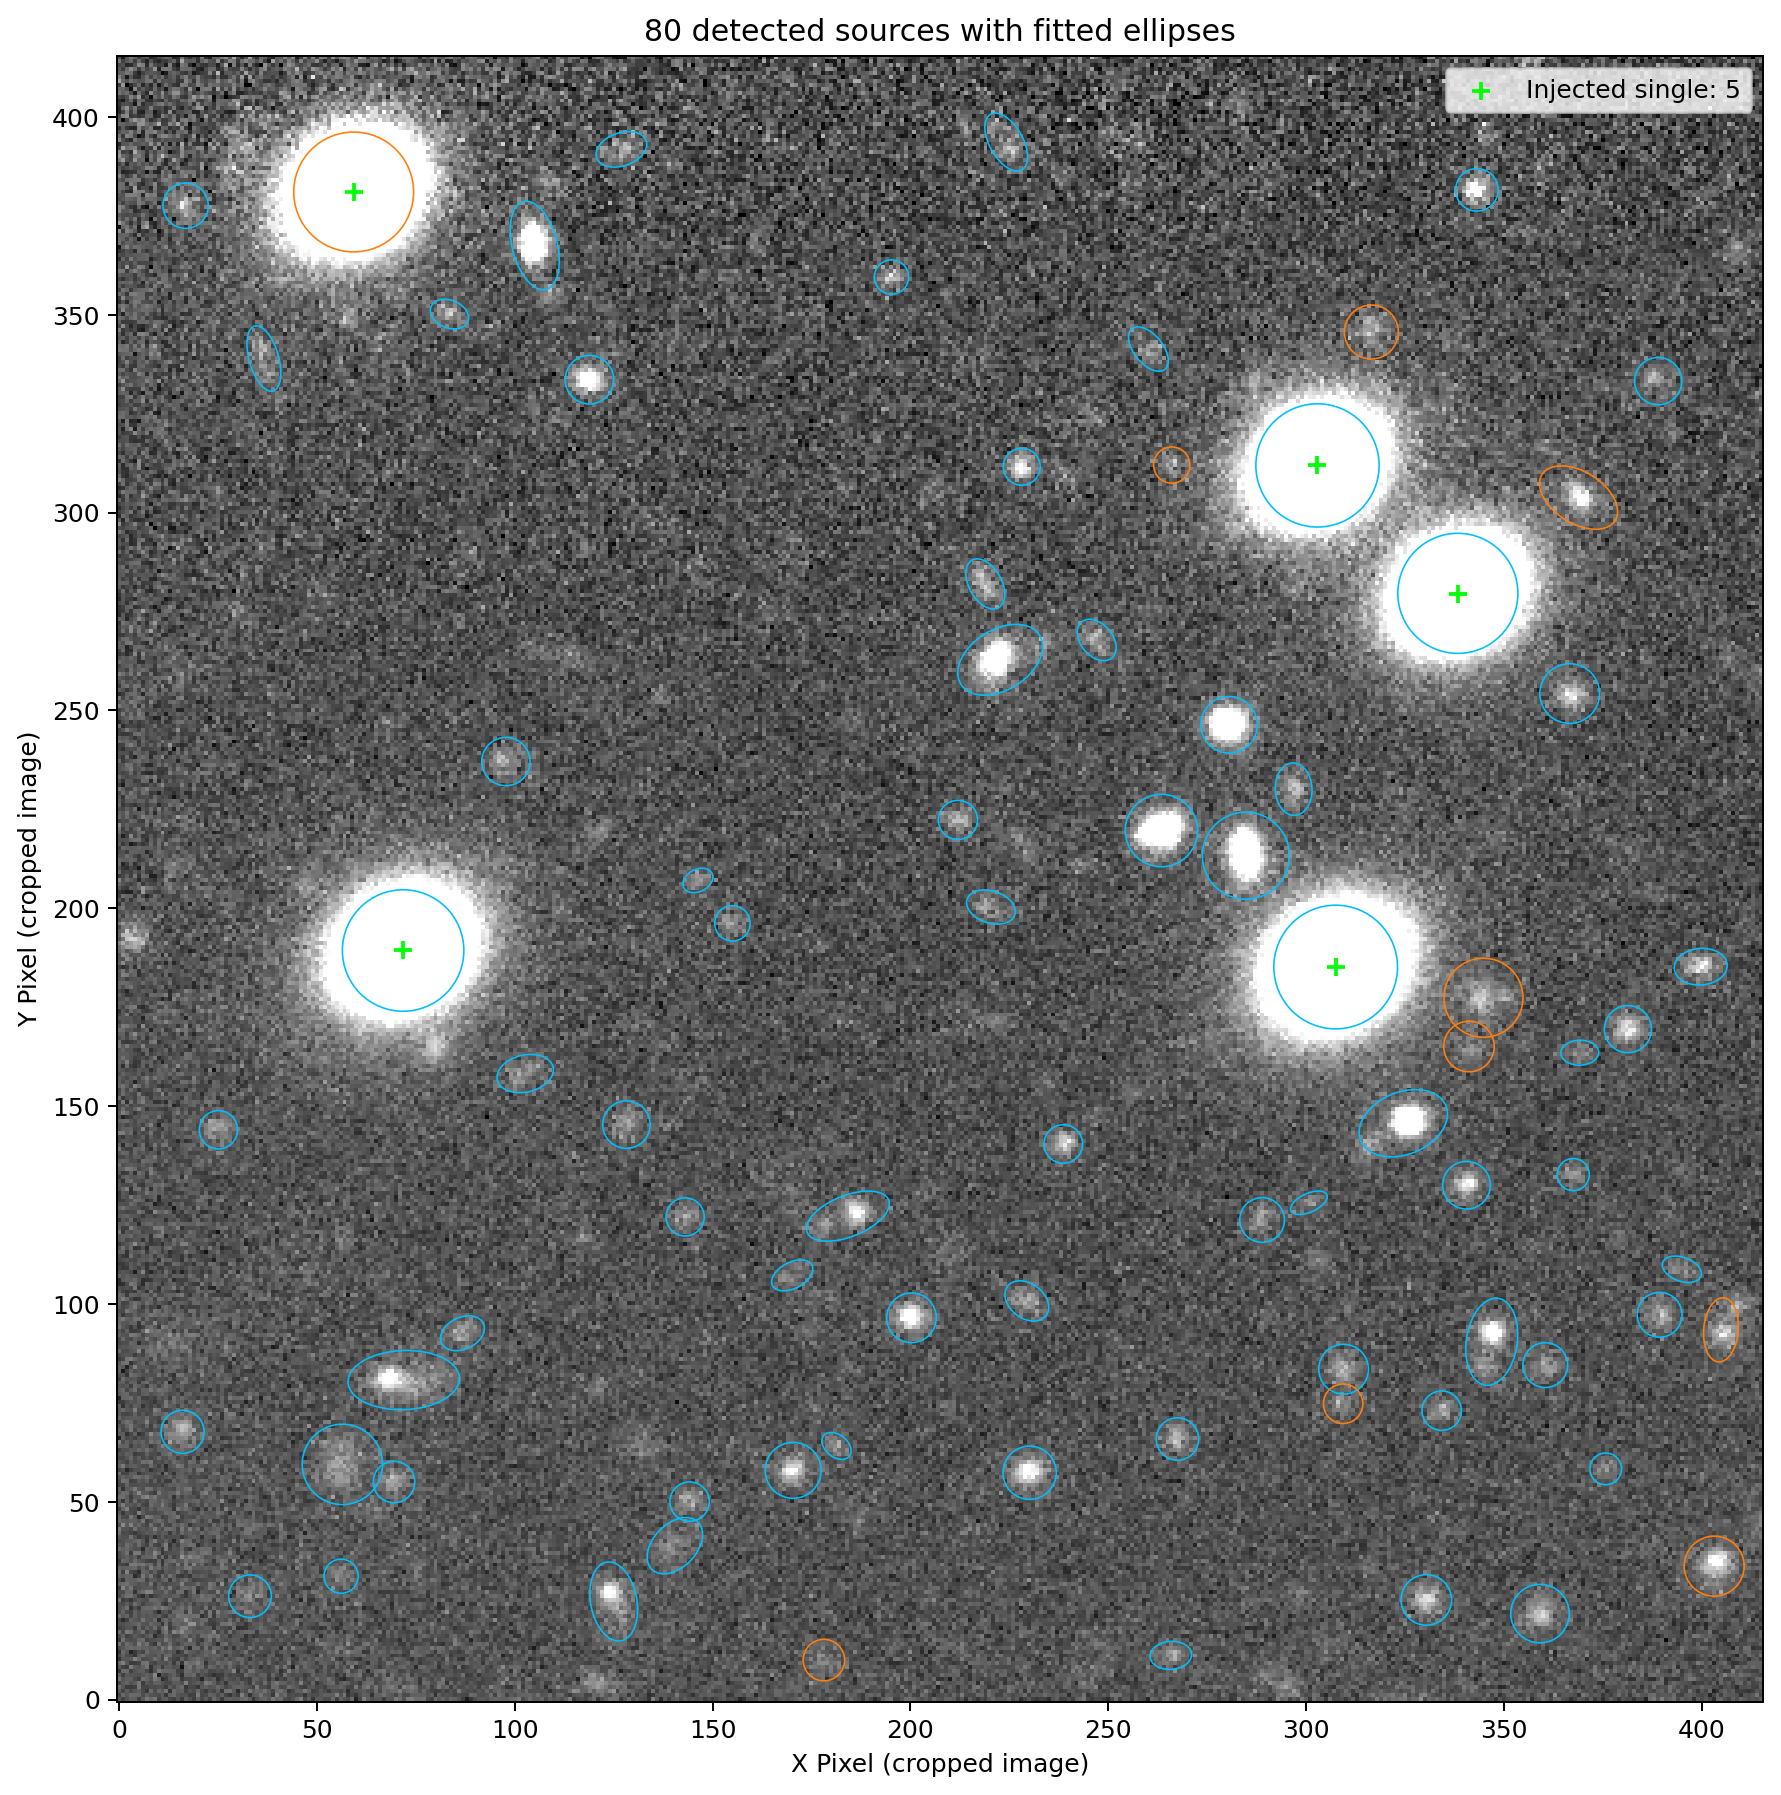 80 detected sources with fitted ellipses
Injected single: 5
Y Pixel (cropped image)
400
350
300
250
200
150
100
50
0
0 50 100 150 200 250 300 350 400
X Pixel (cropped image)